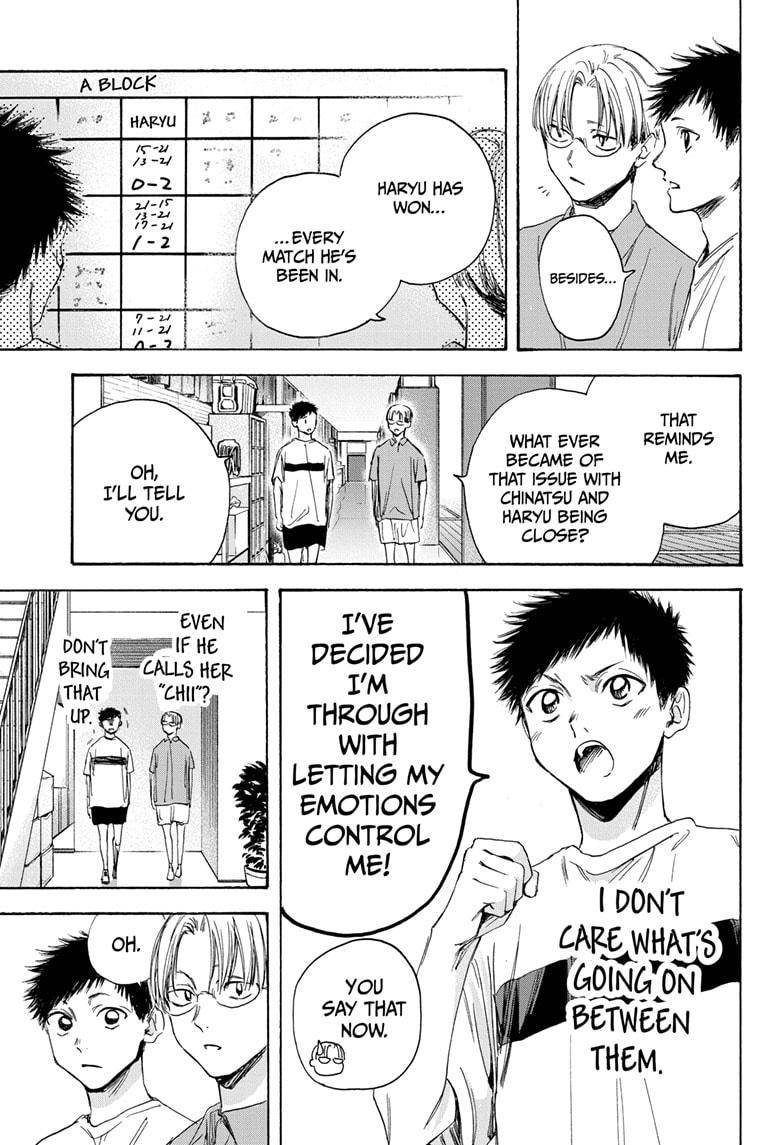 BESIDES...
A BLOCK
HARYU
15-21
13-21
0-2
21-15
13-21
17-21
1-2
7-21
11-21
0-2
HARYU HAS
WON...
...EVERY
MATCH HE'S
BEEN IN.
THAT
REMINDS
ME.
WHAT EVER
BECAME OF
THAT ISSUE WITH
CHINATSU AND
HARYU BEING
CLOSE?
OH,
I'LL TELL
YOU.
I'VE
DECIDED
I'M
THROUGH
WITH
LETTING MY
EMOTIONS
CONTROL
ME!
I DON'T
CARE WHAT'S
GOING ON
BETWEEN
THEM.
YOU
SAY THAT
NOW.
EVEN
IF HE
CALLS HER
"CHII"?
DON'T
BRING
THAT
UP.
OH.